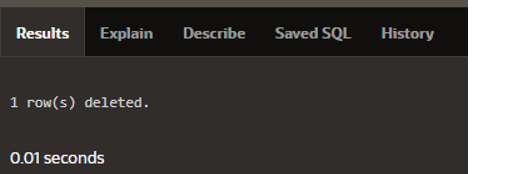 Results Explain Describe Saved SQL History
1 row(s) deleted.
0.01 seconds